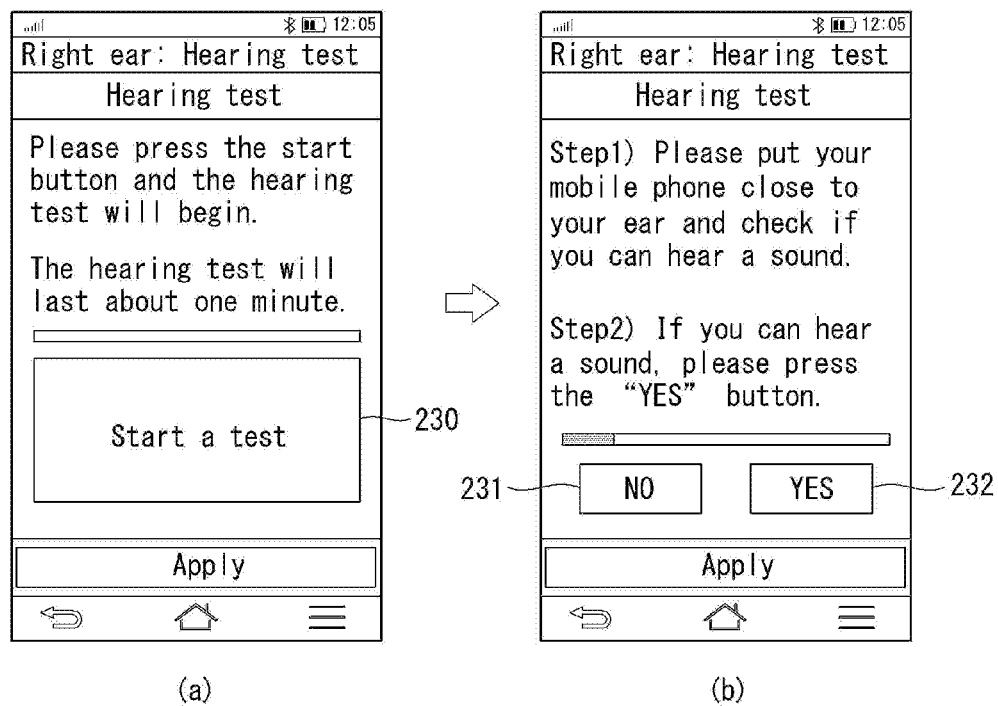 12:05
Right ear: Hearing test
Hearing test
Please press the start
button and the hearing
test will begin.
The hearing test will
last about one minute.
Start a test
230
Apply
(a)
12:05
Right ear: Hearing test
Hearing test
Step1) Please put your
mobile phone close to
your ear and check if
you can hear a sound.
Step2) If you can hear
a sound, please press
the “YES” button.
231
NO
YES
232
Apply
(b)